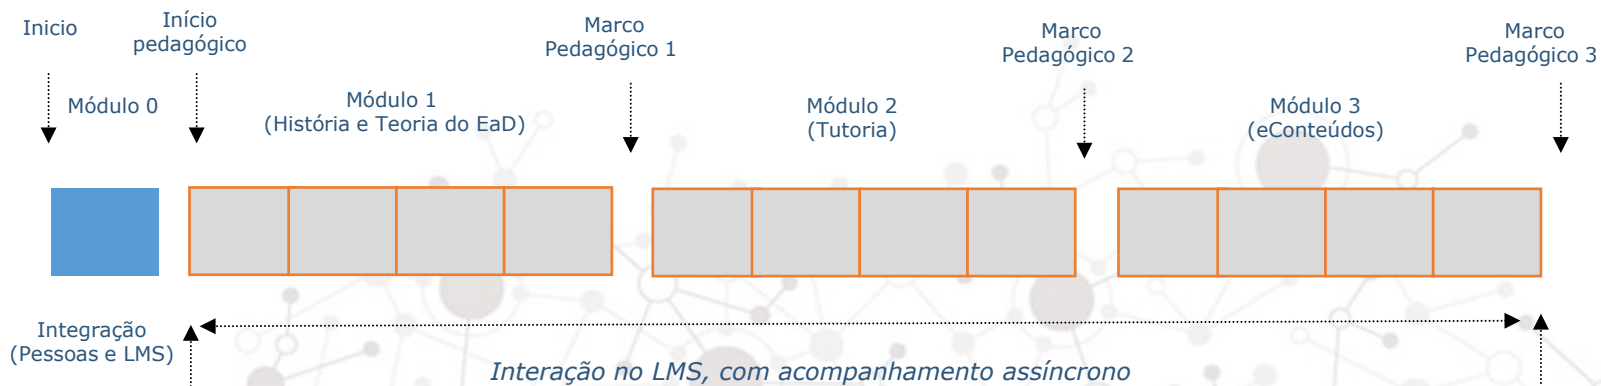 Inicio
Início
pedagógico
Marco
Pedagógico 1
Marco
Pedagógico 2
Marco
Pedagógico 3
Módulo 0
Módulo 1
(História e Teoria do EaD)
Módulo 2
(Tutoria)
Módulo 3
(eConteúdos)
Integração
(Pessoas e LMS)
Interação no LMS, com acompanhamento assíncrono